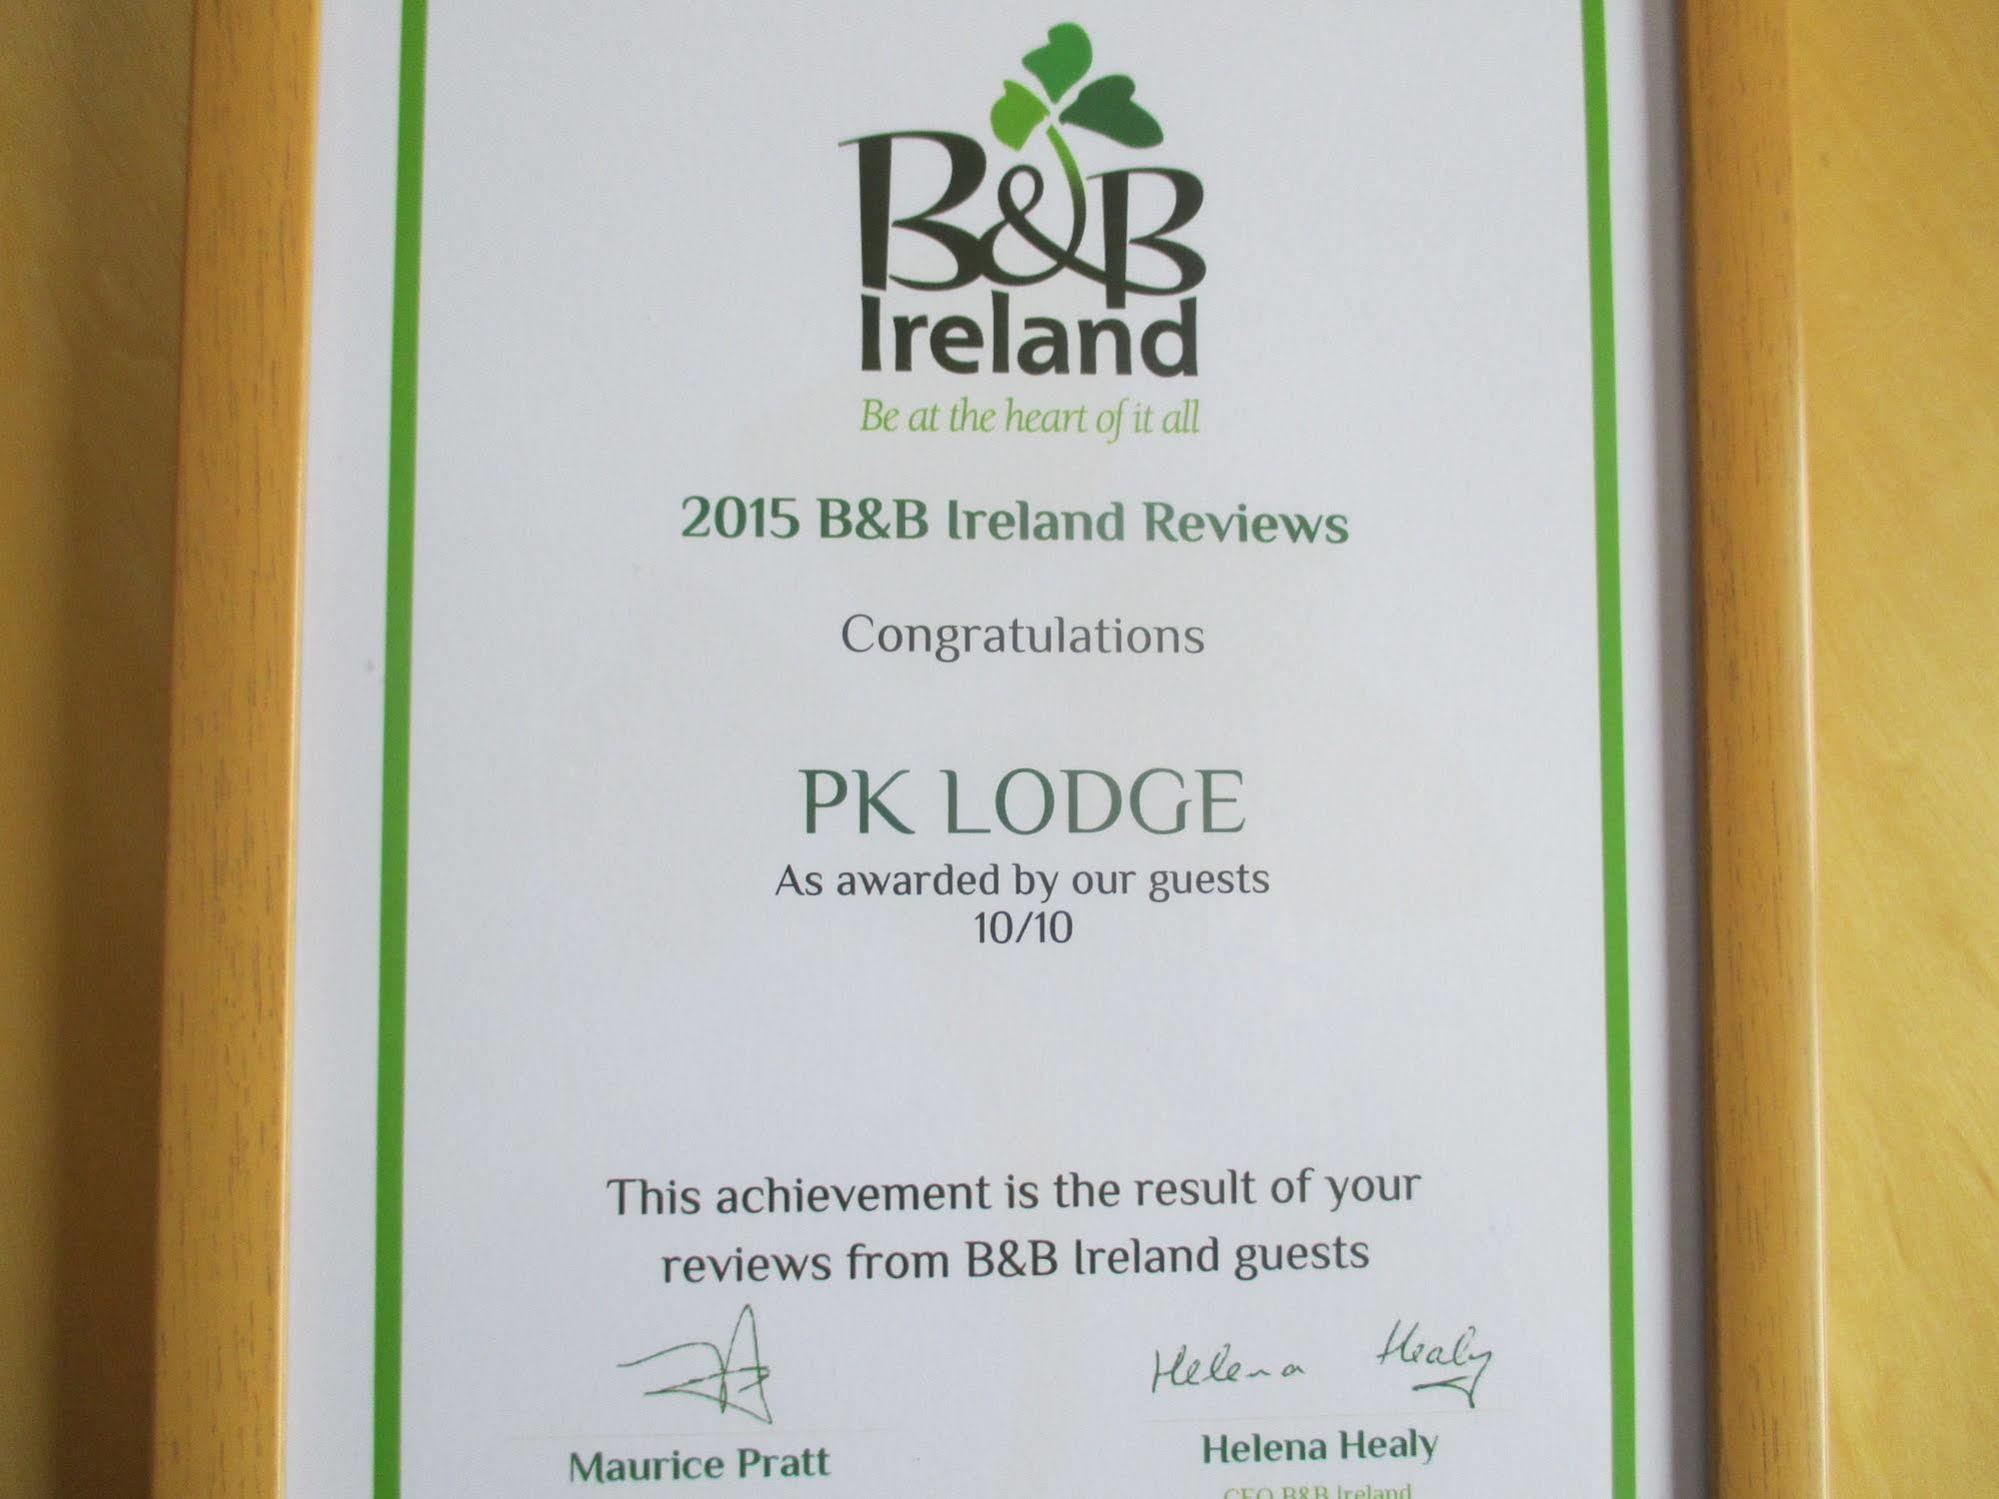 B&B
Ireland
Be at the heart of it all
2015 B&B Ireland Reviews
Congratulations
PK LODGE
As awarded by our guests
10/10
This achievement is the result of your
reviews from B&B Ireland guests
Helena Healy
Maurice Pratt
Helena Healy
CEO B&B Ireland